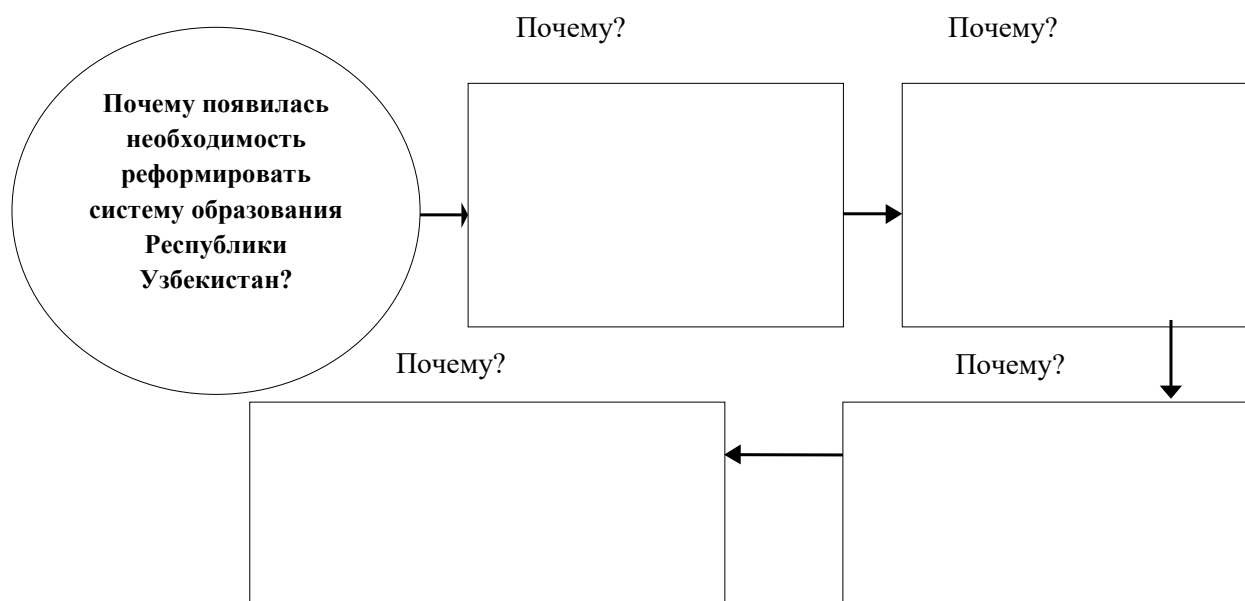 Почему?
Почему?
Почему появилась
необходимость
реформировать
систему образования
Республики
Узбекистан?
Почему?
Почему?